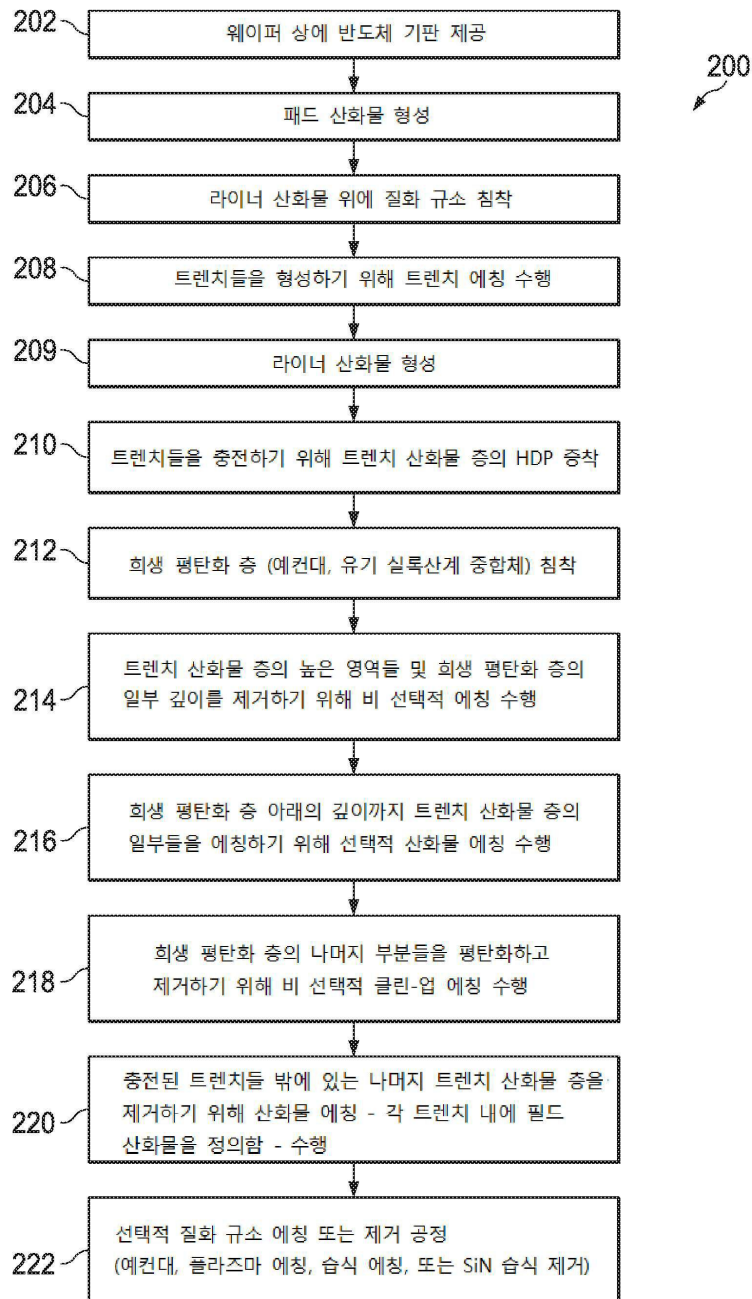 202
웨이퍼 상에 반도체 기판 제공
200
204
패드 산화물 형성
206
라이너 산화물 위에 질화 규소 침착
208
트렌치들을 형성하기 위해 트렌치 에칭 수행
209
라이너 산화물 형성
210
트렌치들을 충전하기 위해 트렌치 산화물 층의 HDP 증착
212
희생 평탄화 층 (예컨대, 유기 실록산계 중합체) 침착
214
트렌치 산화물 층의 높은 영역들 및 희생 평탄화 층의
일부 깊이를 제거하기 위해 비 선택적 에칭 수행
216
희생 평탄화 층 아래의 깊이까지 트렌치 산화물 층의
일부들을 에칭하기 위해 선택적 산화물 에칭 수행
218
희생 평탄화 층의 나머지 부분들을 평탄화하고
제거하기 위해 비 선택적 클린-업 에칭 수행
220
충전된 트렌치들 밖에 있는 나머지 트렌치 산화물 층을
제거하기 위해 산화물 에칭 - 각 트렌치 내에 필드
산화물을 정의함 - 수행
222
선택적 질화 규소 에칭 또는 제거 공정
(예컨대, 플라즈마 에칭, 습식 에칭, 또는 SiN 습식 제거)